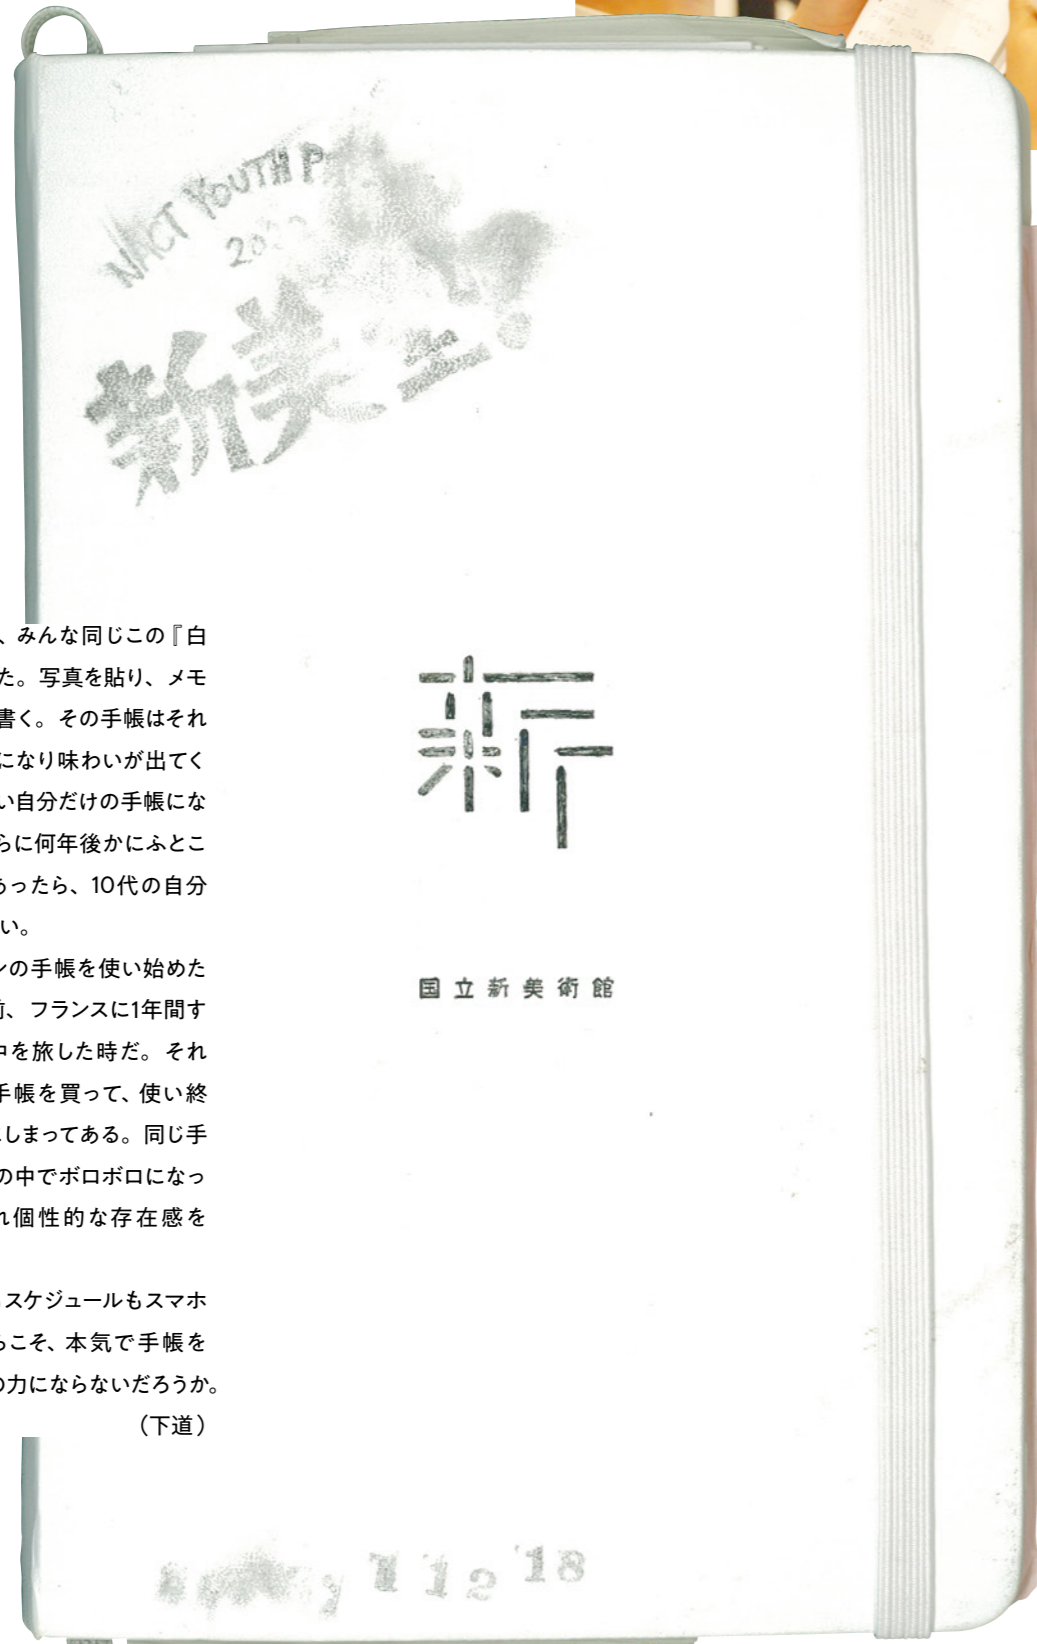 NACT YOUTH P
20
新美
国立新美術館
、みんな同じこの『白
た。写真を貼り、メモ
書く。その手帳はそれ
になり味わいが出てく
い自分だけの手帳にな
らに何年後かにふとこ
あったら、10代の自分
い。
ンの手帳を使い始めた
前、フランスに1年間す
中を旅した時だ。それ
手帳を買って、使い終
しまってある。同じ手
の中でボロボロになっ
れ個性的な存在感を
スケジュールもスマホ
らこそ、本気で手帳を
の力にならないだろうか。
（下道）
112'18